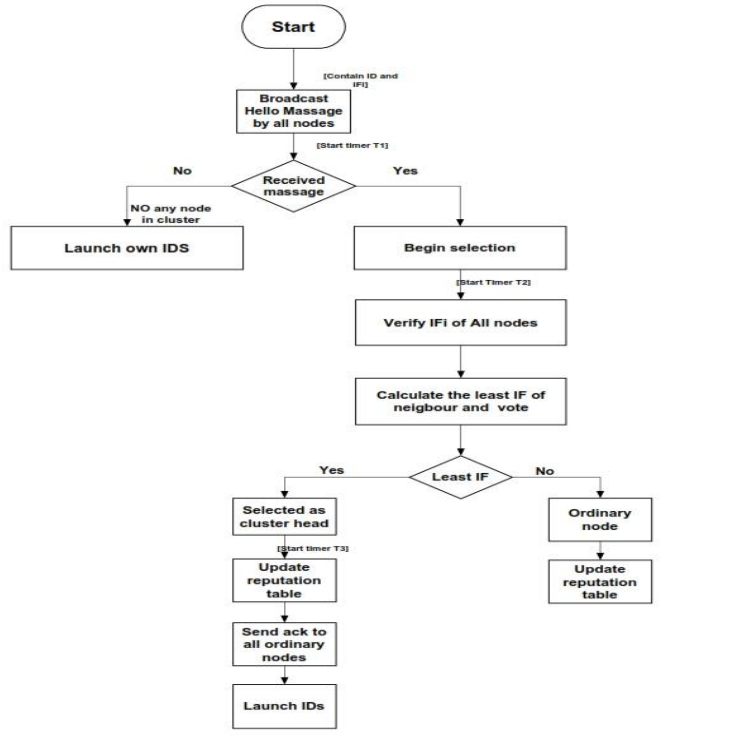 Start
[Contain ID and
IFi]
Broadcast
Hello Massage
by all nodes
[Start timer T1]
No
Yes
Received
massage
NO any node
in cluster
Launch own IDS
Begin selection
[Start Timer T2]
Verify IFi of All nodes
Calculate the least IF of
neigbour and vote
Yes
No
Least IF
Selected as
cluster head
Ordinary
node
[Start timer T3]
Update
reputation
table
Update
reputation
table
Send ack to
all ordinary
nodes
Launch IDs